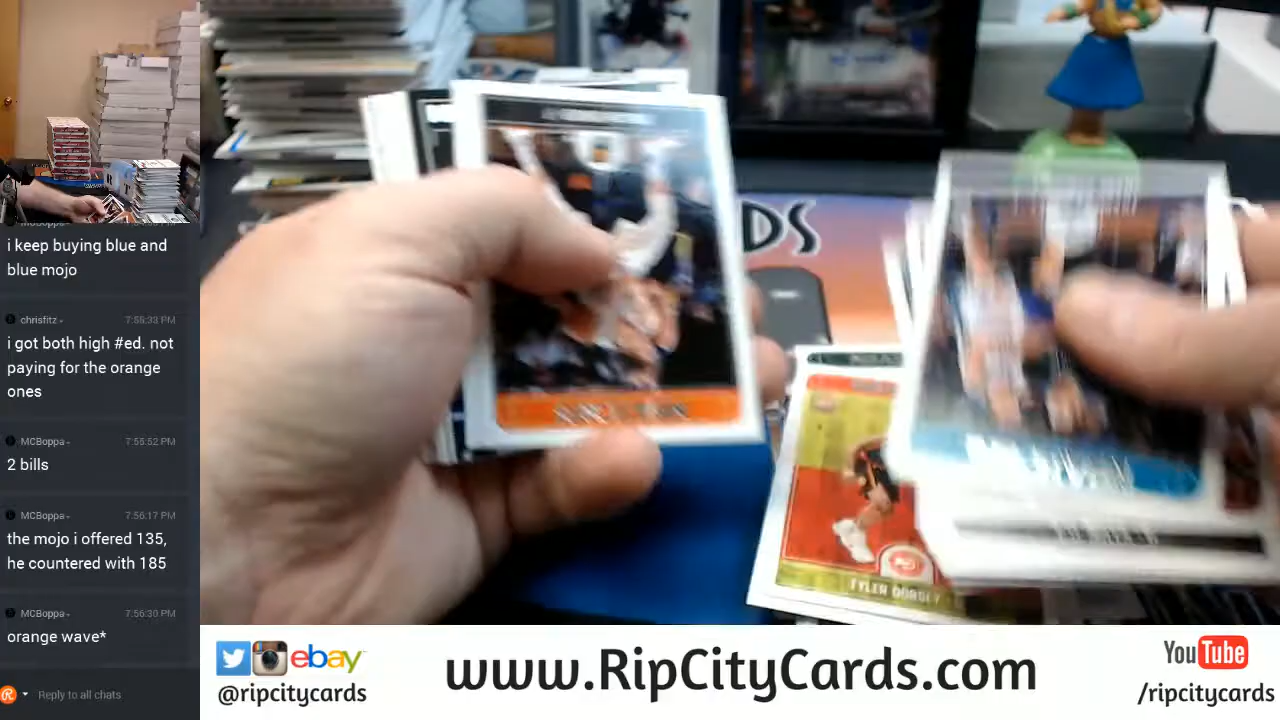 i keep buying blue and
blue mojo
chrisfitz
7:55:33 PM
i got both high #ed. not
paying for the orange
ones
MCBoppa
7:55:52 PM
2 bills
MCBoppa
7:56:17 PM
the mojo i offered 135,
he countered with 185
MCBoppa
7:56:30 PM
orange wave*
Reply to all chats
DS
TYLER DORSEY
ebay
@ripcitycards
www.RipCityCards.com
YouTube
/ripcitycards